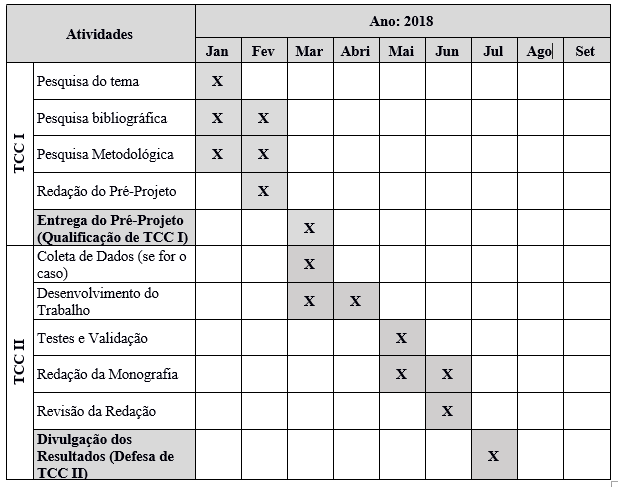 Atividades
Ano: 2018
Jan Fev Mar Abri Mai Jun Jul Ago Set
TCC I
Pesquisa do tema X
Pesquisa bibliográfica X X
Pesquisa Metodológica X X
Redação do Pré-Projeto X
Entrega do Pré-Projeto
(Qualificação de TCC I) X
TCC II
Coleta de Dados (se for o
caso) X
Desenvolvimento do
Trabalho X X
Testes e Validação X
Redação da Monografia X X
Revisão da Redação X
Divulgação dos
Resultados (Defesa de
TCC II) X